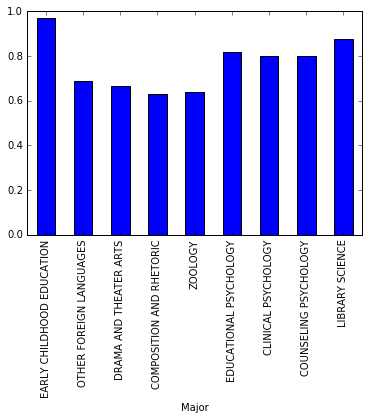 1.0
0.8
0.6
0.4
0.2
0.0
EARLY CHILDHOOD EDUCATION
OTHER FOREIGN LANGUAGES
DRAMA AND THEATER ARTS
COMPOSITION AND RHETORIC
ZOOLOGY
EDUCATIONAL PSYCHOLOGY
CLINICAL PSYCHOLOGY
COUNSELING PSYCHOLOGY
LIBRARY SCIENCE
Major